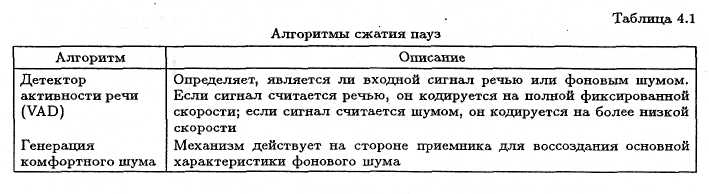 Таблица 4.1
Алгоритмы сжатия пауз
Алгоритм Описание
Детектор активности речи (VAD) Определяет, является ли входной сигнал речью или фоновым шумом.
Если сигнал считается речью, он кодируется на полной фиксированной
скорости; если сигнал считается шумом, он кодируется на более низкой
скорости
Генерация комфортного шума Механизм действует на стороне приемника для воссоздания основной
характеристики фонового шума